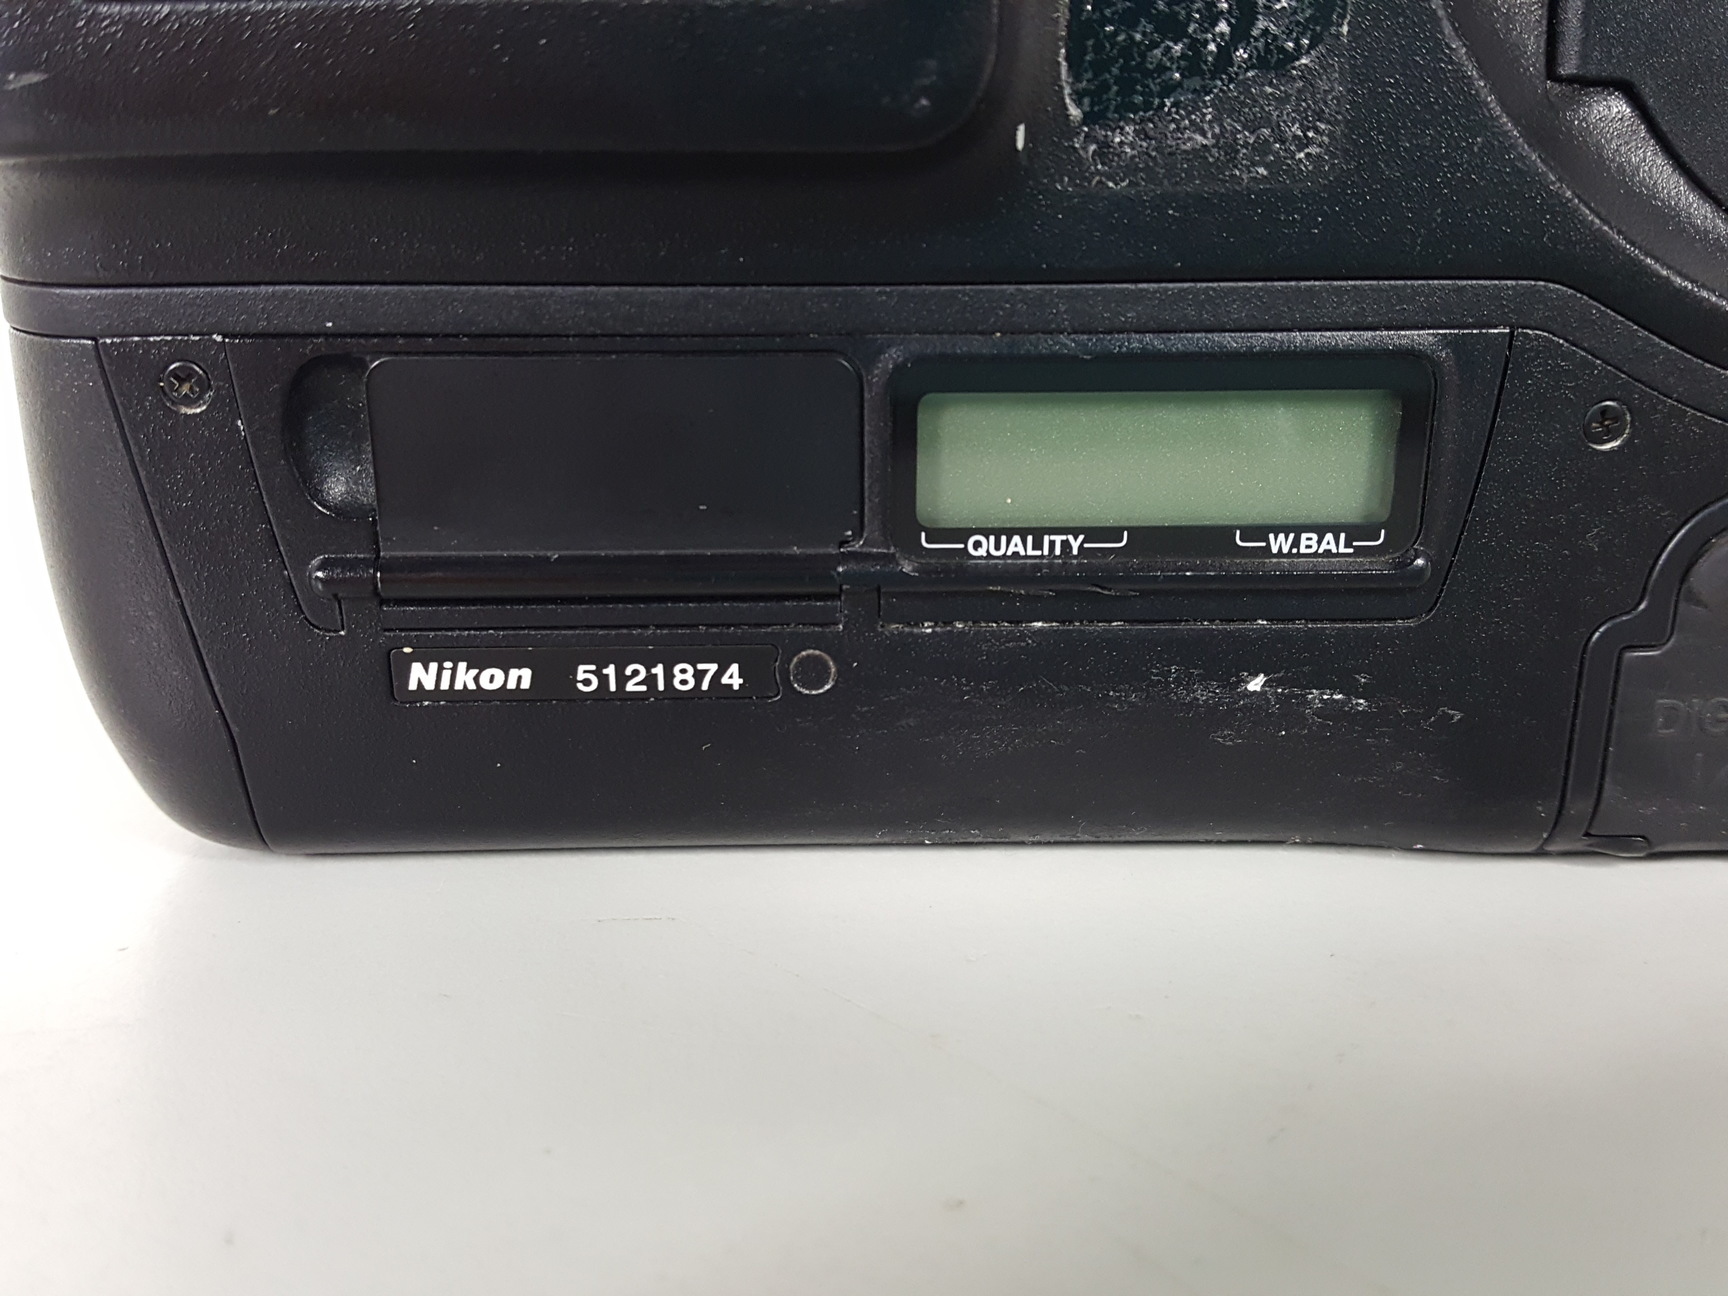 QUALITY W.BAL
Nikon 5121874